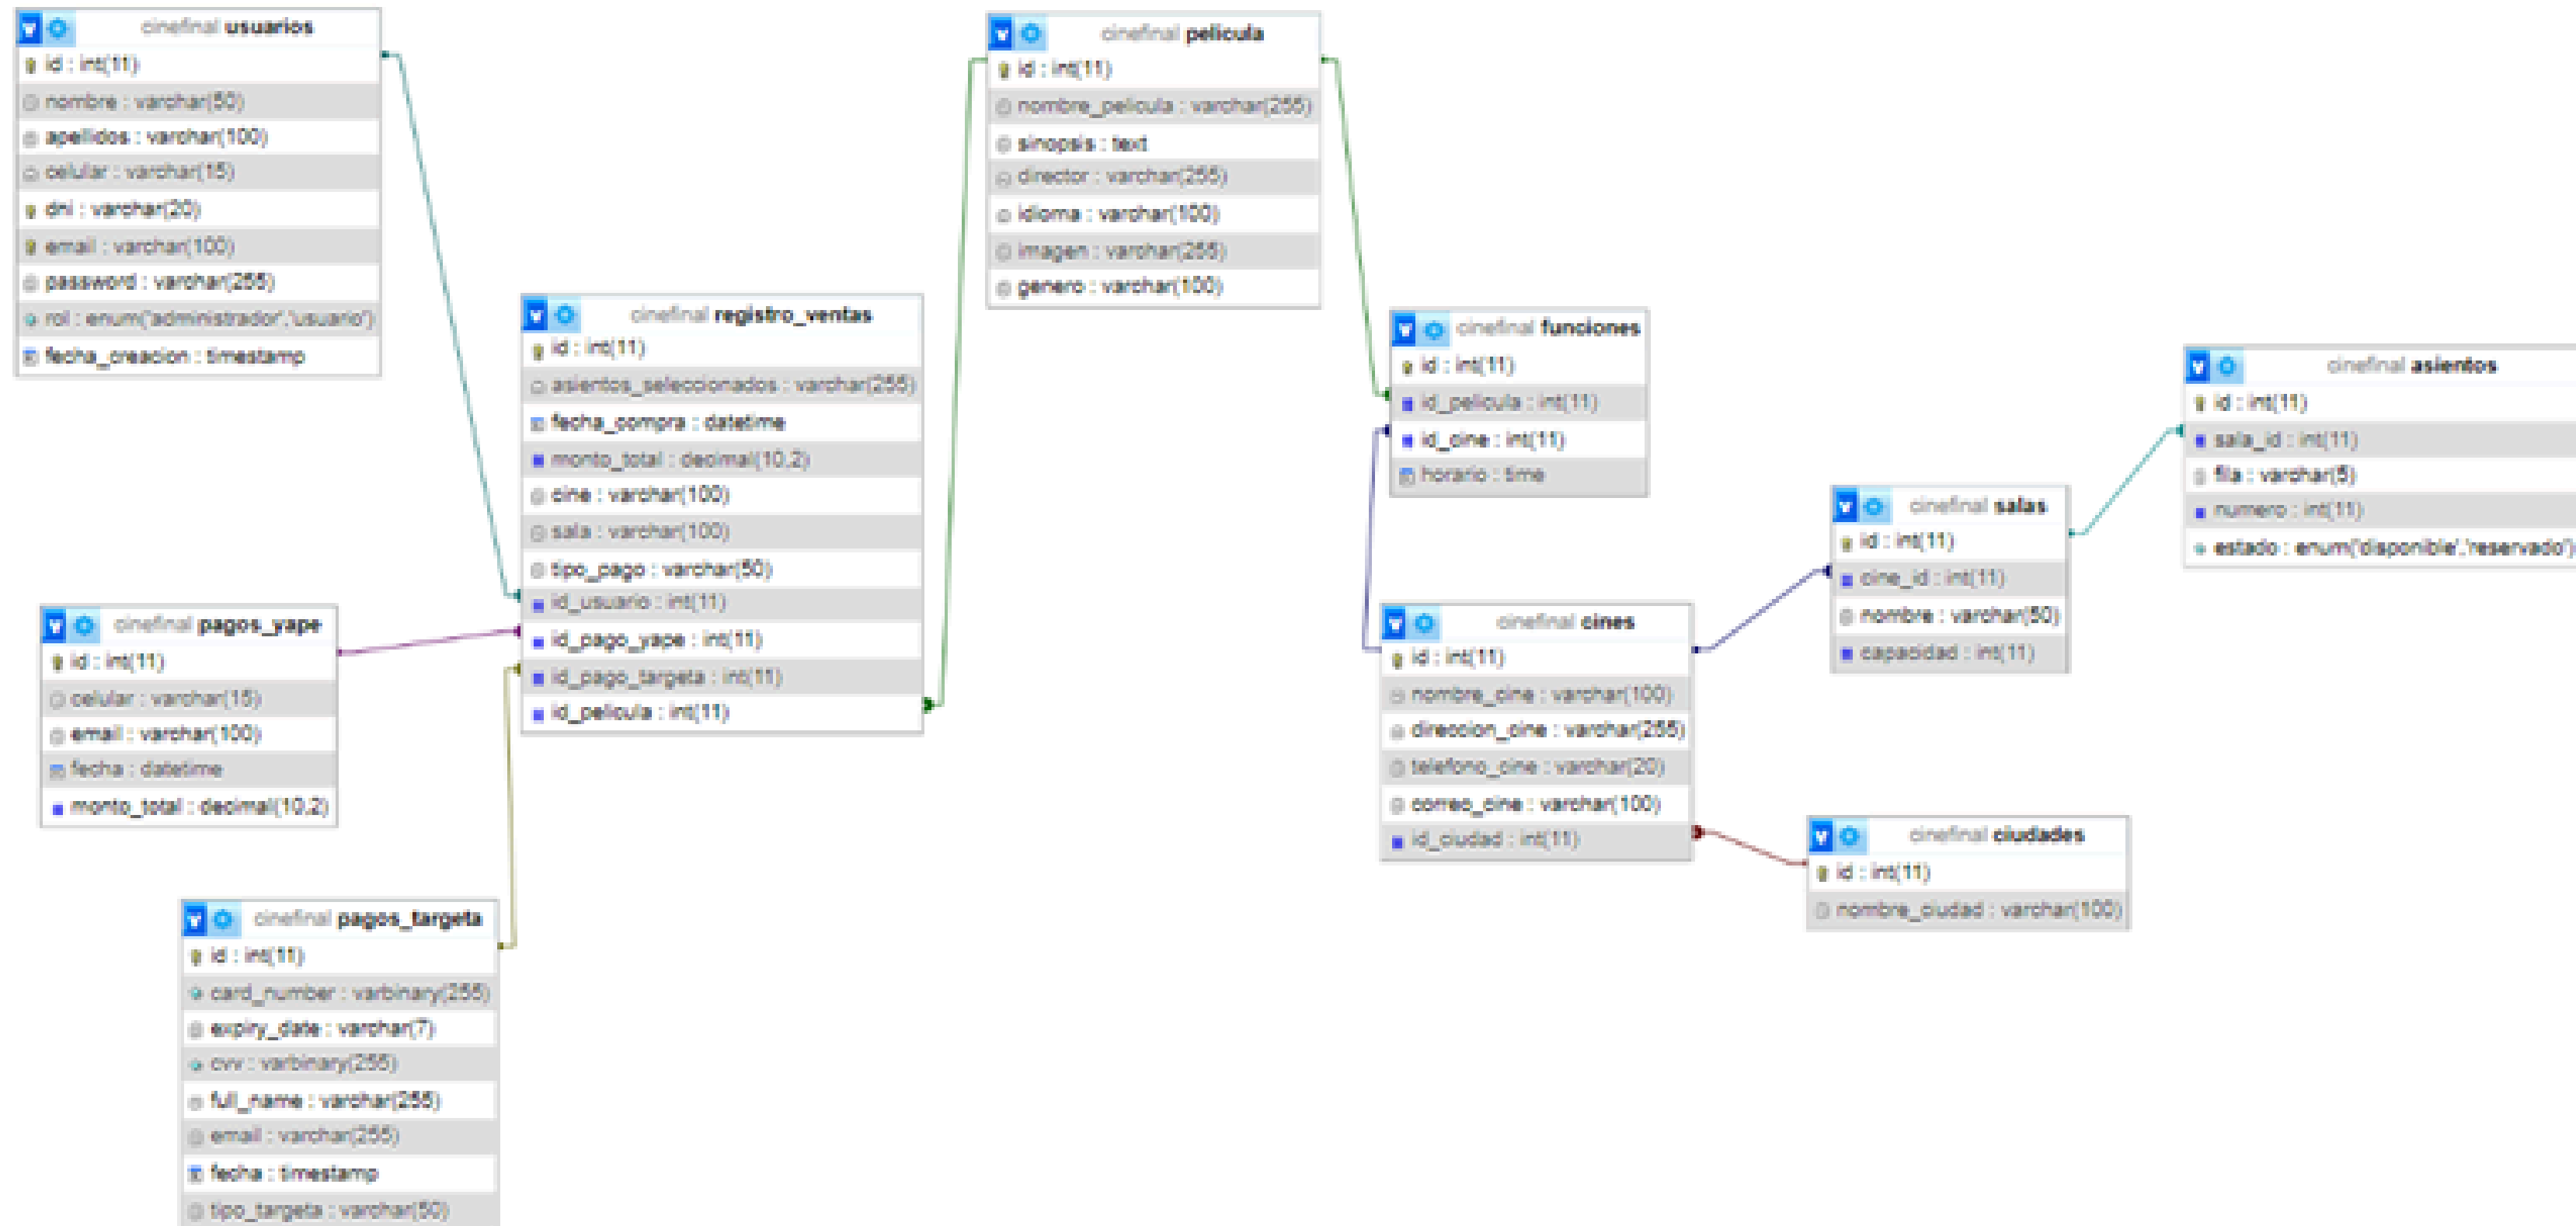 cinefinal usuarios
id : int(11)
nombre : varchar(50)
apellidos : varchar(100)
celular : varchar(15)
dni : varchar(20)
email : varchar(100)
password : varchar(255)
rol : enum('administrador','usuario')
fecha_creacion : timestamp
cinefinal pagos_yape
id : int(11)
celular : varchar(15)
email : varchar(100)
fecha : datetime
monto_total : decimal(10,2)
cinefinal pagos_targeta
id : int(11)
card_number : varbinary(255)
expiry_date : varchar(7)
cvv : varbinary(255)
full_name : varchar(255)
email : varchar(255)
fecha : timestamp
tipo_targeta : varchar(50)
cinefinal registro_ventas
id : int(11)
asientos_seleccionados : varchar(255)
fecha_compra : datetime
monto_total : decimal(10,2)
cine : varchar(100)
sala : varchar(100)
tipo_pago : varchar(50)
id_usuario : int(11)
id_pago_yape : int(11)
id_pago_targeta : int(11)
id_pelicula : int(11)
cinefinal pelicula
id : int(11)
nombre_pelicula : varchar(255)
sinopsis : text
director : varchar(255)
idioma : varchar(100)
imagen : varchar(255)
genero : varchar(100)
cinefinal funciones
id : int(11)
id_pelicula : int(11)
id_cine : int(11)
horario : time
cinefinal cines
id : int(11)
nombre_cine : varchar(100)
direccion_cine : varchar(255)
telefono_cine : varchar(20)
correo_cine : varchar(100)
id_ciudad : int(11)
cinefinal salas
id : int(11)
cine_id : int(11)
nombre : varchar(50)
capacidad : int(11)
cinefinal ciudades
id : int(11)
nombre_ciudad : varchar(100)
cinefinal asientos
id : int(11)
sala_id : int(11)
fila : varchar(5)
numero : int(11)
estado : enum('disponible','reservado')